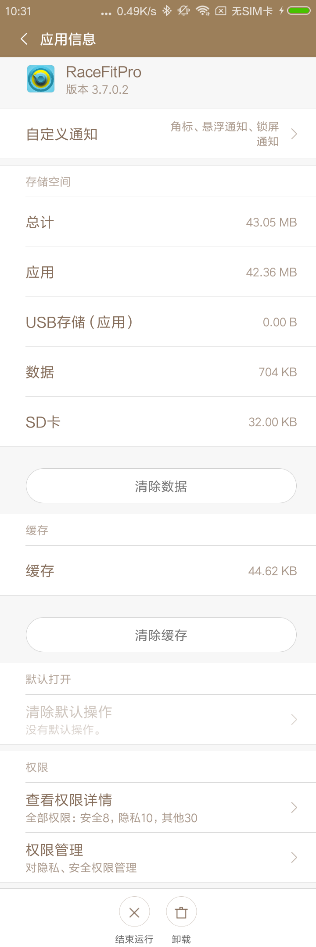 10:31 ... 0.49K/s 无SIM卡
应用信息
RaceFitPro
版本 3.7.0.2
自定义通知 角标、悬浮通知、锁屏
通知
存储空间
总计 43.05 MB
应用 42.36 MB
USB存储（应用） 0.00 B
数据 704 KB
SD卡 32.00 KB
清除数据
缓存
缓存 44.62 KB
清除缓存
默认打开
清除默认操作
没有默认操作。
权限
查看权限详情
全部权限：安全8，隐私10，其他30
权限管理
对隐私、安全权限管理
结束运行 卸载